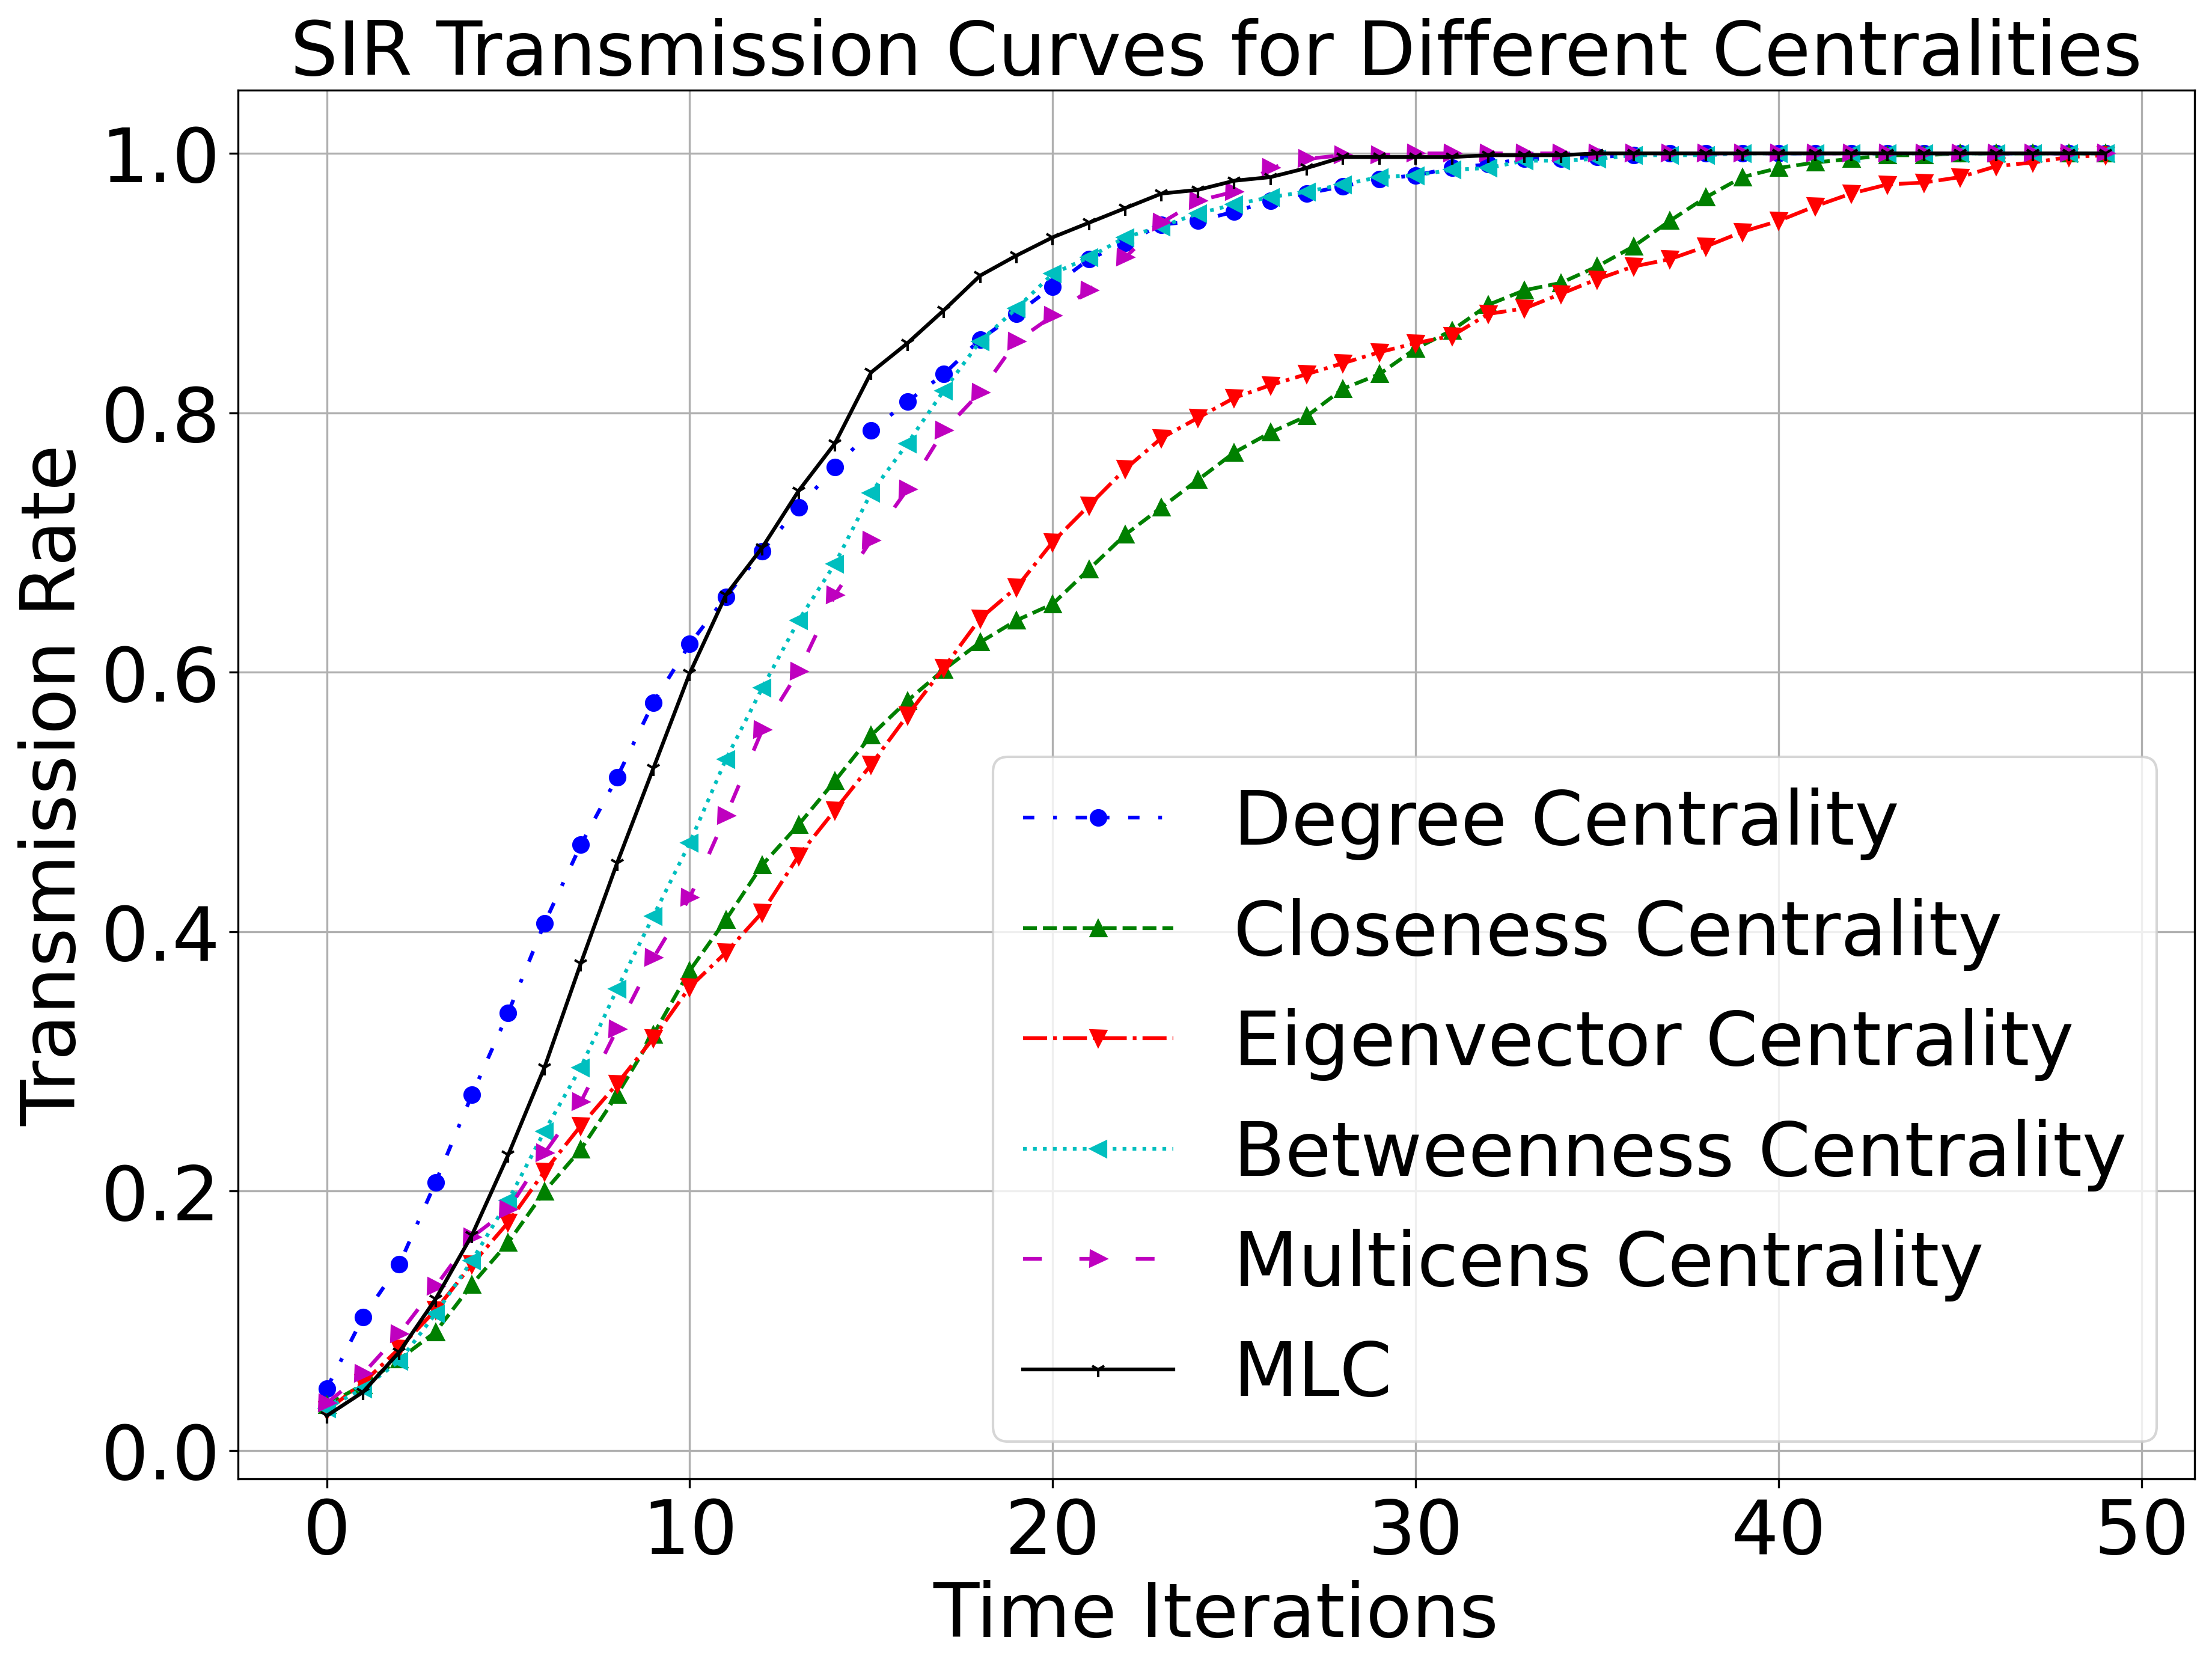 SIR Transmission Curves for Different Centralities
1.0
0.8
0.6
0.4
0.2
0.0
Transmission Rate
Degree Centrality
Closeness Centrality
Eigenvector Centrality
Betweenness Centrality
Multicens Centrality
MLC
0 10 20 30 40 50
Time Iterations